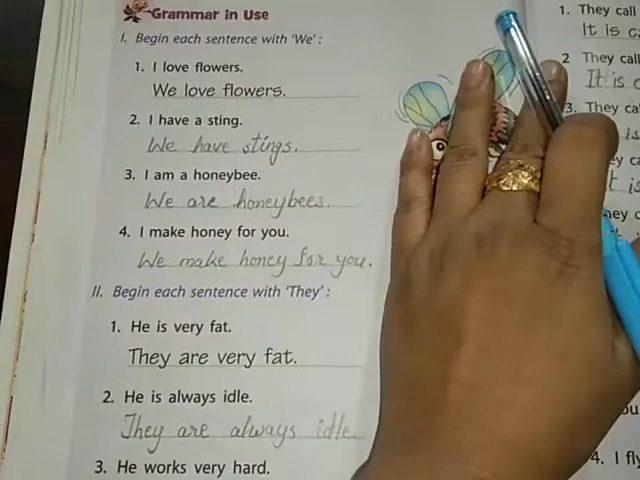 Grammar in Use
I. Begin each sentence with 'We' :
1. I love flowers.
We love flowers.
2. I have a sting.
We have stings.
3. I am a honeybee.
We are honeybees.
4. I make honey for you.
We make honey for you.
II. Begin each sentence with 'They' :
1. He is very fat.
They are very fat.
2. He is always idle.
They are always idle
3. He works very hard.
1. They call
It is
2 They call
It is
3. They
is
4. I